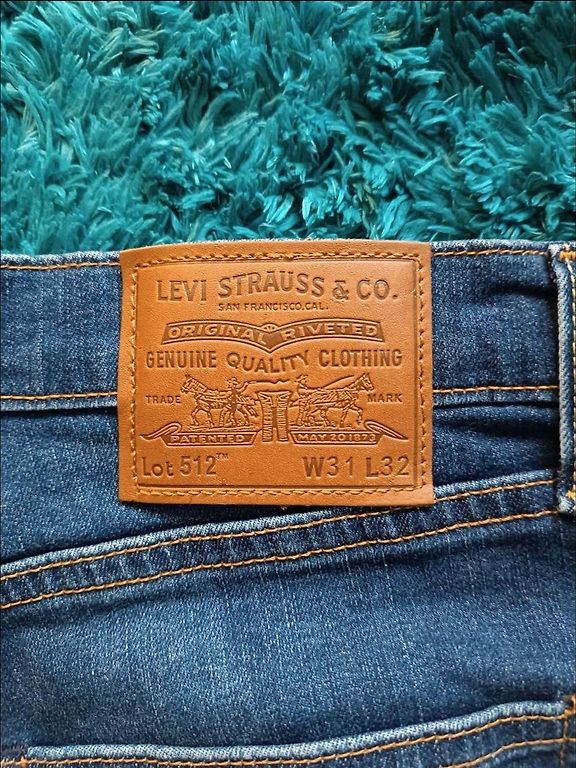 LEVI STRAUSS & CO.
SAN FRANCISCO, CAL.
ORIGINAL RIVETED
GENUINE QUALITY CLOTHING
TRADE MARK
PATENTED MAY 20 1873
Lot 512™ W31 L32